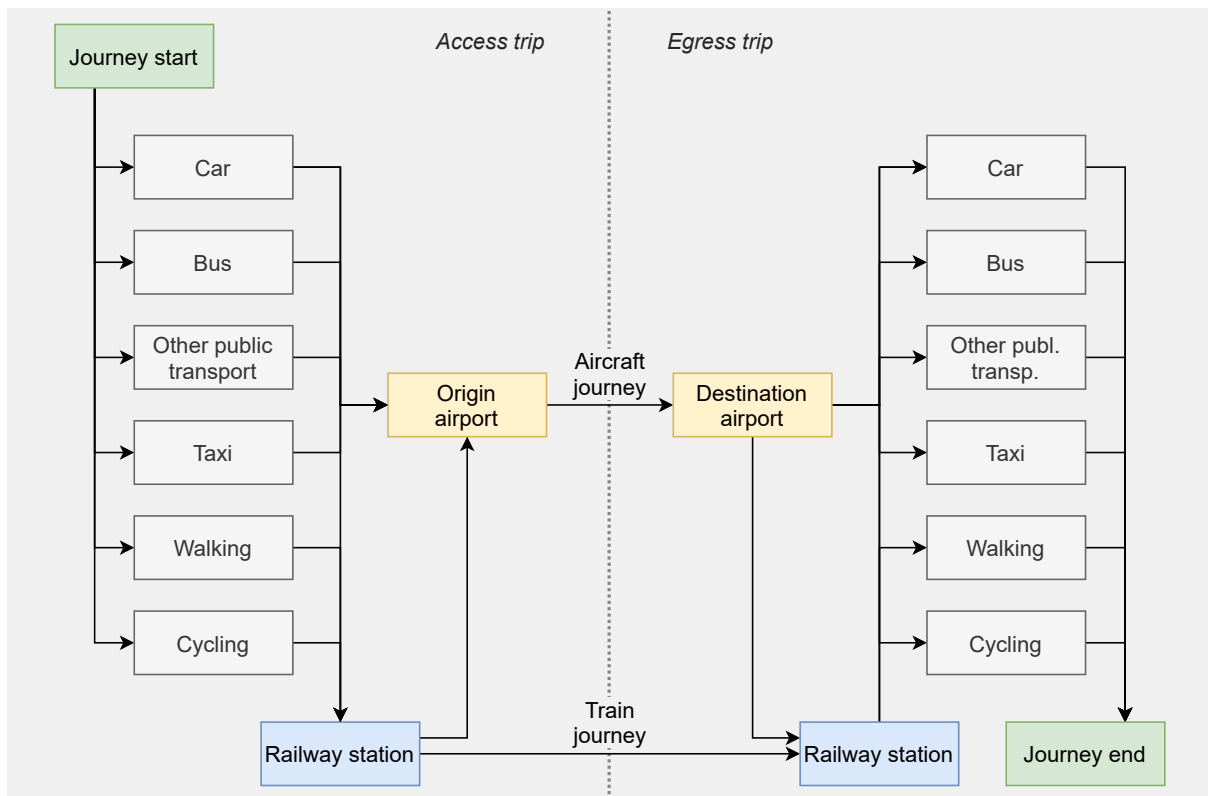 Access trip
Egress trip
Journey start
Car
Bus
Other public
transport
Taxi
Walking
Cycling
Origin
airport
Railway station
Aircraft
journey
Train
journey
Destination
airport
Railway station
Car
Bus
Other publ.
transp.
Taxi
Walking
Cycling
Journey end